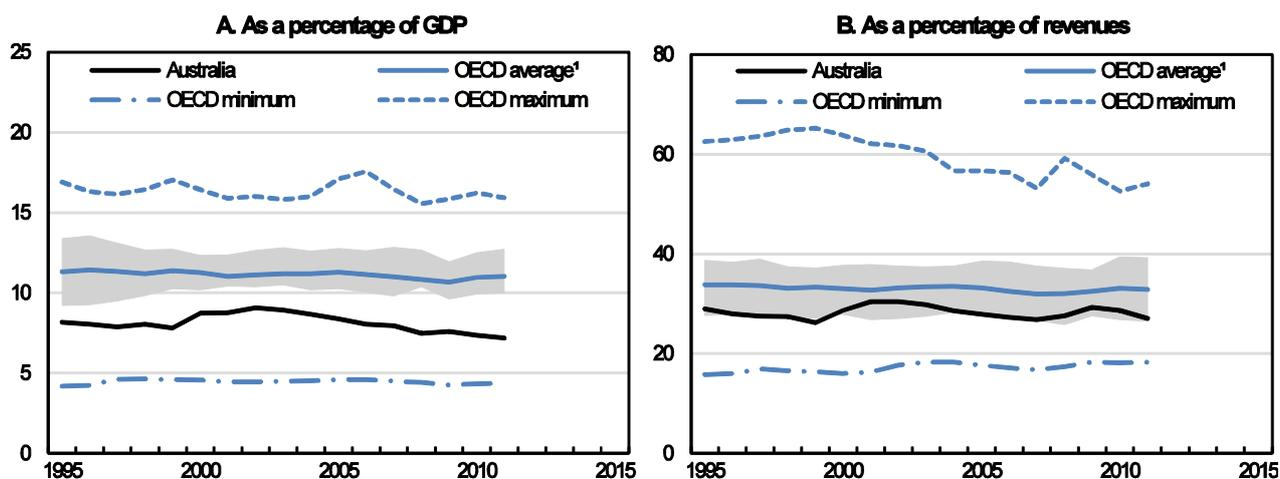 A. As a percentage of GDP
25
20
15
10
5
0
Australia
OECD average¹
OECD minimum
OECD maximum
1995
2000
2005
2010
2015
B. As a percentage of revenues
80
60
40
20
0
Australia
OECD average¹
OECD minimum
OECD maximum
1995
2000
2005
2010
2015